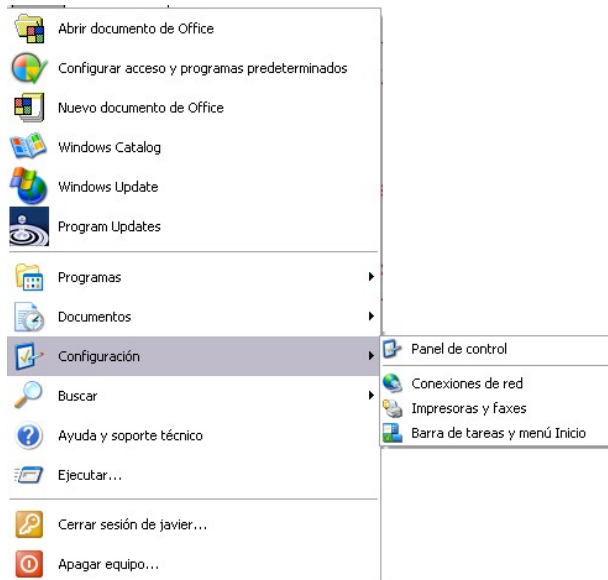 Abrir documento de Office
Configurar acceso y programas predeterminados
Nuevo documento de Office
Windows Catalog
Windows Update
Program Updates
Programas
Documentos
Configuración
Buscar
Ayuda y soporte técnico
Ejecutar...
Cerrar sesión de javier...
Apagar equipo...
Panel de control
Conexiones de red
Impresoras y faxes
Barra de tareas y menú Inicio